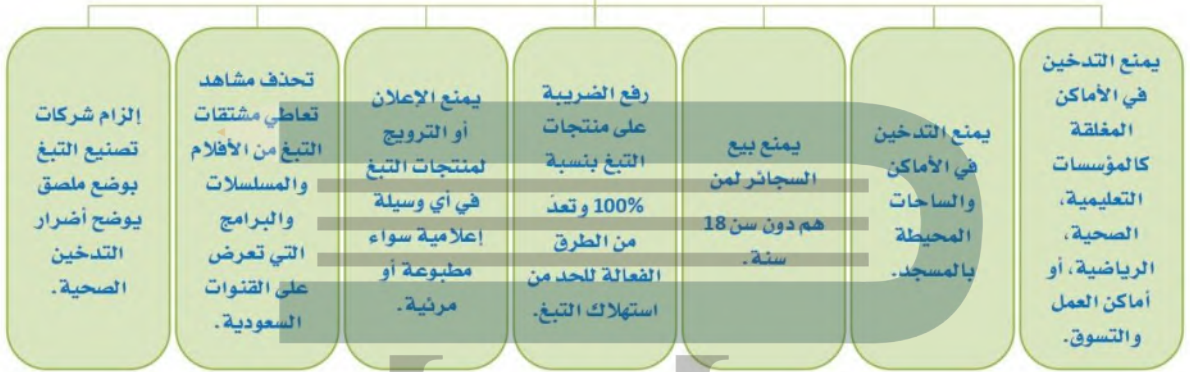 يمنع التدخين
في الأماكن
المغلقة
كالمؤسسات
التعليمية،
الصحية،
الرياضية، أو
أماكن العمل
والتسوق.
يمنع التدخين
في الأماكن
والساحات
المحيطة
بالمسجد.
يمنع بيع
السجائر لمن
هم دون سن 18
سنة.
رفع الضريبة
على منتجات
التبغ بنسبة
100% وتعدّ
من الطرق
الفعالة للحد من
استهلاك التبغ.
يمنع الإعلان
أو الترويج
لمنتجات التبغ
في أي وسيلة
إعلامية سواء
مطبوعة أو
مرئية.
تحذف مشاهد
تعاطي مشتقات
التبغ من الأفلام
والمسلسلات
والبرامج
التي تعرض
على القنوات
السعودية.
إلزام شركات
تصنيع التبغ
بوضع ملصق
يوضح أضرار
التدخين
الصحية.